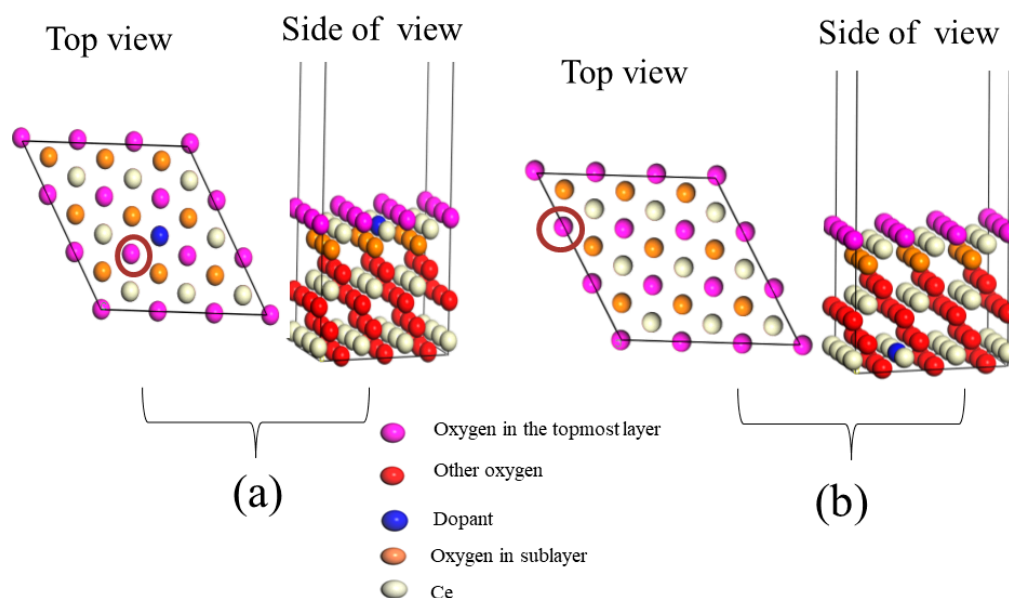 Top view
Side of view
Top view
Side of view
Oxygen in the topmost layer
Other oxygen
Dopant
Oxygen in sublayer
Ce
(a)
(b)